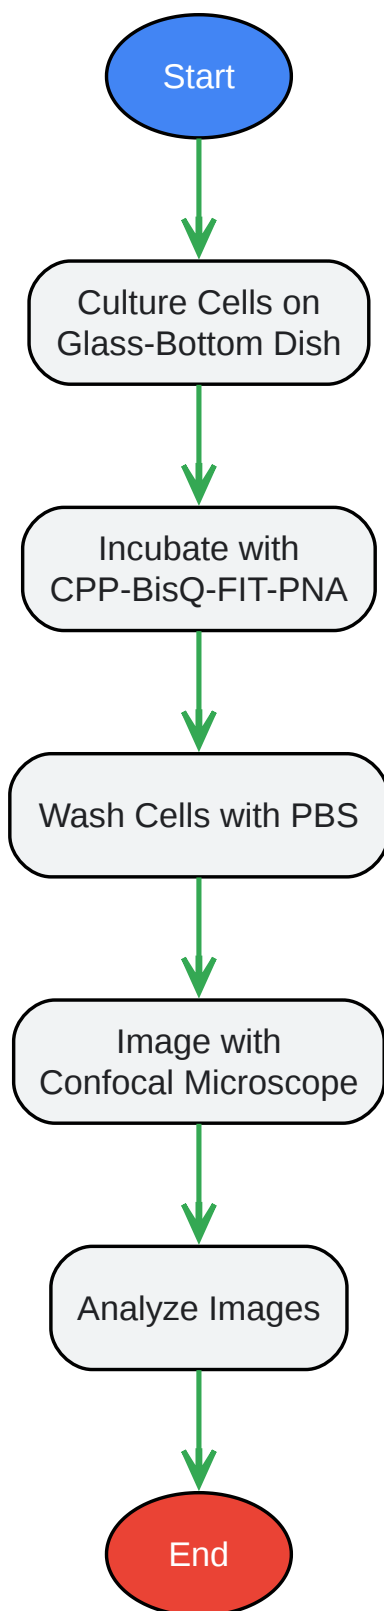 Start
Culture Cells on
Glass-Bottom Dish
Incubate with
CPP-BisQ-FIT-PNA
Wash Cells with PBS
Image with
Confocal Microscope
Analyze Images
End